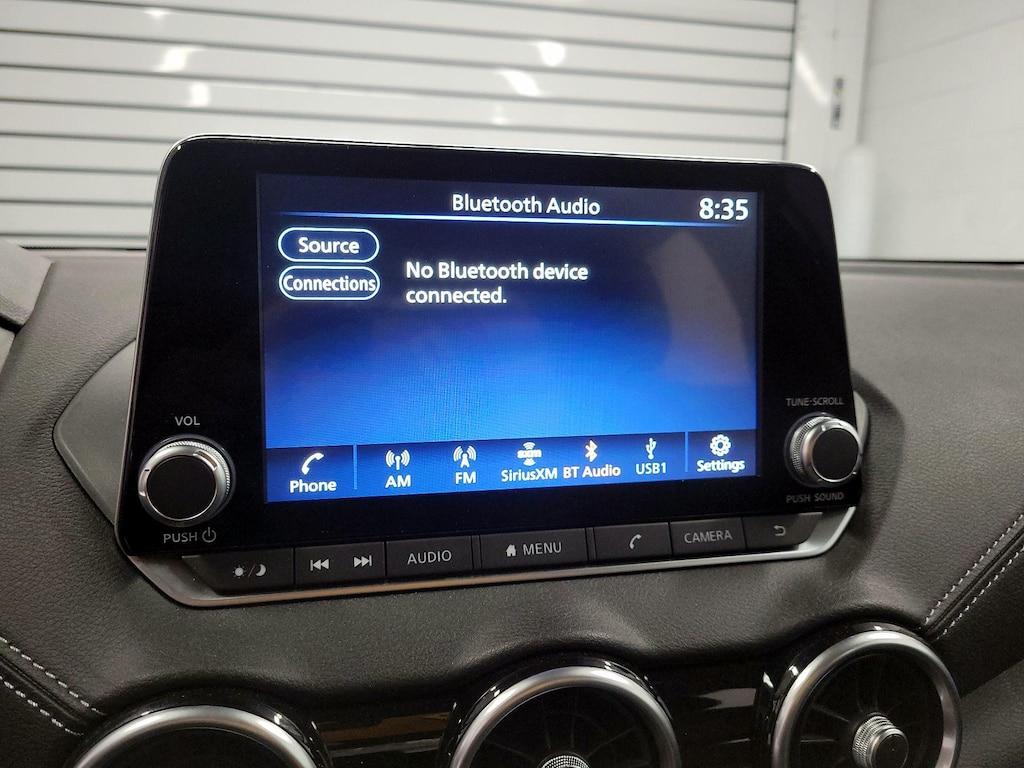 Bluetooth Audio
8:35
Source
Connections
No Bluetooth device
connected.
Phone
AM
FM
sxm
SiriusXM
BT Audio
USB1
Settings
VOL
PUSH
TUNE·SCROLL
PUSH SOUND
AUDIO
MENU
CAMERA